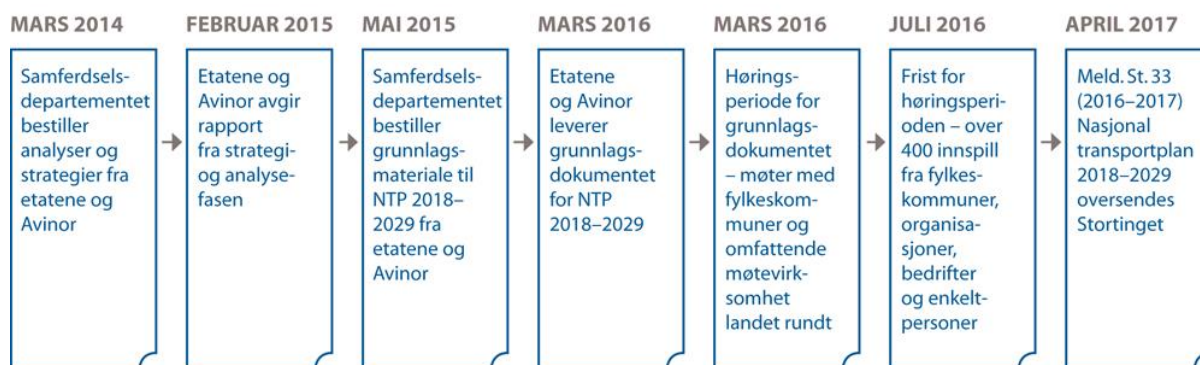 MARS 2014
Samferdsels-
departementet
bestiller
analyser og
strategier fra
etatene og
Avinor
FEBRUAR 2015
Etatene og
Avinor avgir
rapport
fra strategi-
og analyse-
fasen
MAI 2015
Samferdsels-
departementet
bestiller
grunnlags-
materiale til
NTP 2018–
2029 fra
etatene og
Avinor
MARS 2016
Etatene
og Avinor
leverer
grunnlags-
dokumentet
for NTP
2018–2029
MARS 2016
Hørings-
periode for
grunnlags-
dokumentet
– møter med
fylkeskom-
muner og
omfattende
møtevirk-
somhet
landet rundt
JULI 2016
Frist for
høringsperi-
oden – over
400 innspill
fra fylkes-
kommuner,
organisa-
sjoner,
bedrifter
og enkelt-
personer
APRIL 2017
Meld. St. 33
(2016–2017)
Nasjonal
transportplan
2018–2029
oversendes
Stortinget